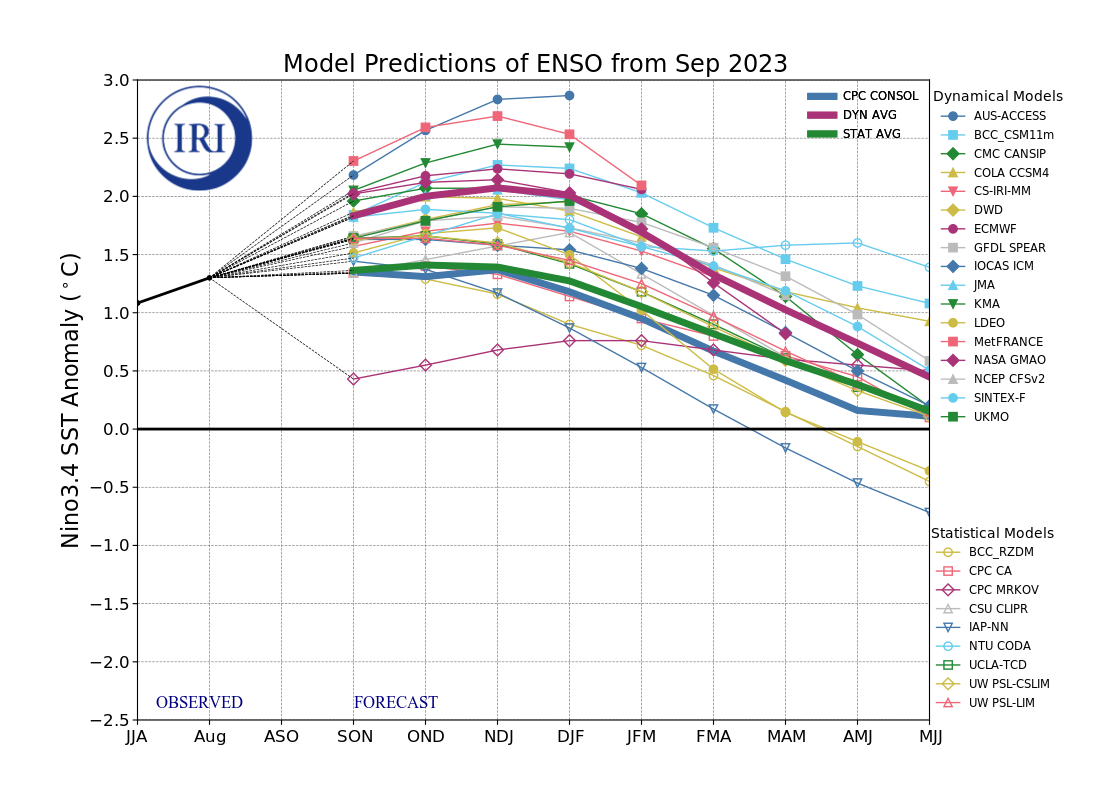 Model Predictions of ENSO from Sep 2023
Nino3.4 SST Anomaly (°C)
3.0
2.5
2.0
1.5
1.0
0.5
0.0
−0.5
−1.0
−1.5
−2.0
−2.5
IRI
CPC CONSOL
DYN AVG
STAT AVG
OBSERVED
FORECAST
JJA Aug ASO SON OND NDJ DJF JFM FMA MAM AMJ MJJ
Dynamical Models
AUS-ACCESS
BCC_CSM11m
CMC CANSIP
COLA CCSM4
CS-IRI-MM
DWD
ECMWF
GFDL SPEAR
IOCAS ICM
JMA
KMA
LDEO
MetFRANCE
NASA GMAO
NCEP CFSv2
SINTEX-F
UKMO
Statistical Models
BCC_RZDM
CPC CA
CPC MRKOV
CSU CLIPR
IAP-NN
NTU CODA
UCLA-TCD
UW PSL-CSLIM
UW PSL-LIM